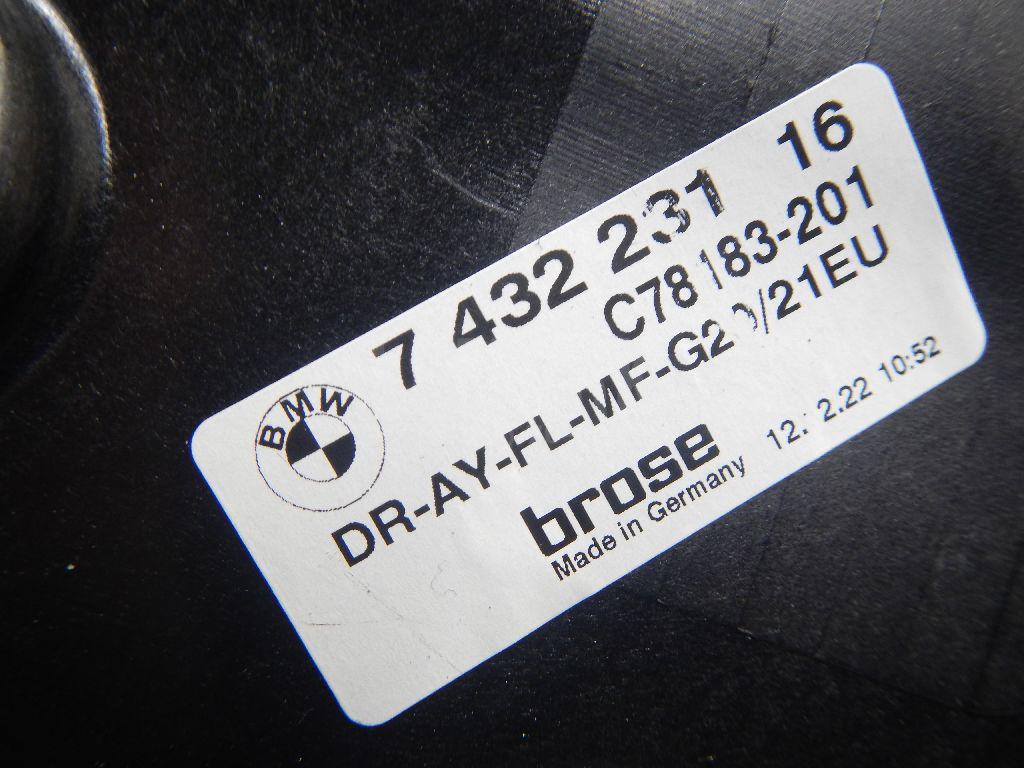 7 432 231 16
C78183-201
BMW
DR-AY-FL-MF-G20/21EU
brose
Made in Germany 12. 2.22 10:52